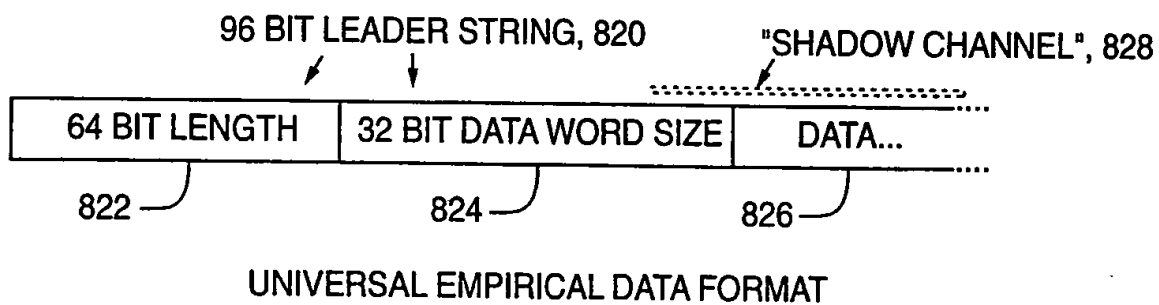 96 BIT LEADER STRING, 820
"SHADOW CHANNEL", 828
64 BIT LENGTH
32 BIT DATA WORD SIZE
DATA...
822
824
826
UNIVERSAL EMPIRICAL DATA FORMAT